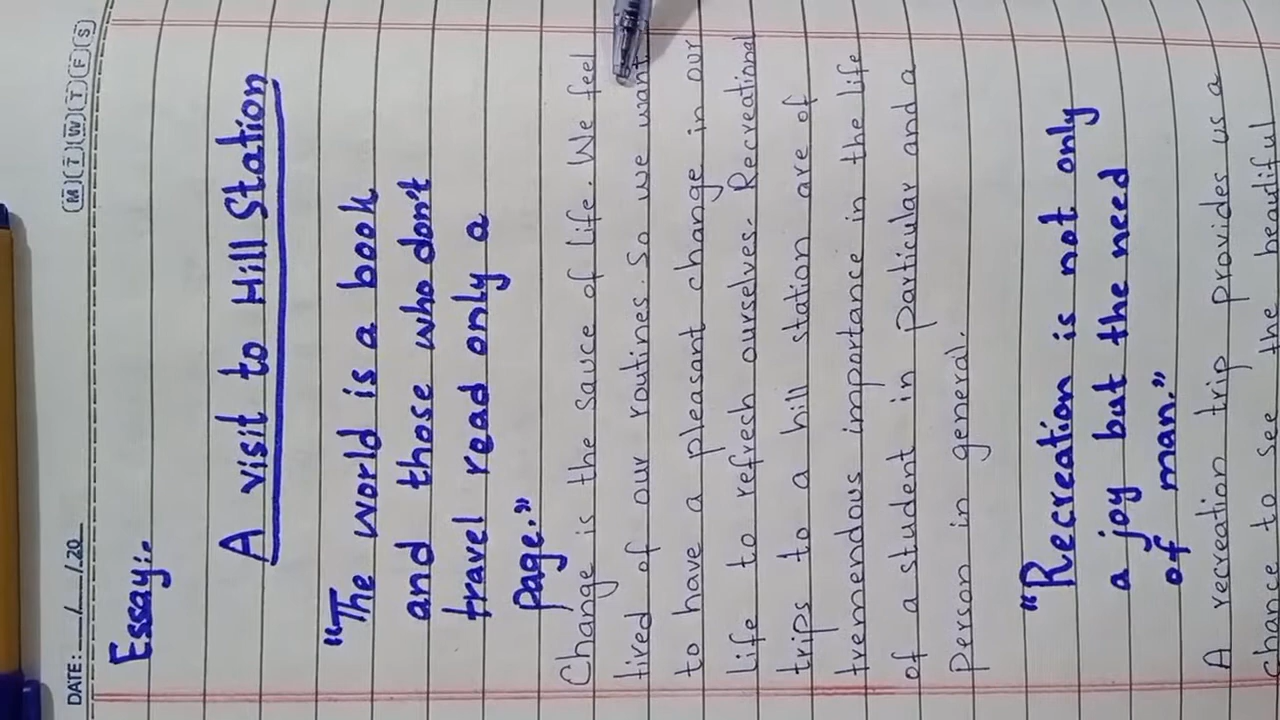 DATE: __/__/20
M T W T F S
Essay:-
A visit to Hill Station
"The world is a book
and those who don't
travel read only a
page."
Change is the sauce of life. We feel
tired of our routines. So we want
to have a pleasant change in our
life to refresh ourselves. Recreational
trips to a hill station are of
tremendous importance in the life
of a student in particular and a
person in general.
"Recreation is not only
a joy but the need
of man."
A recreation trip provides us a
chance to see the beautiful